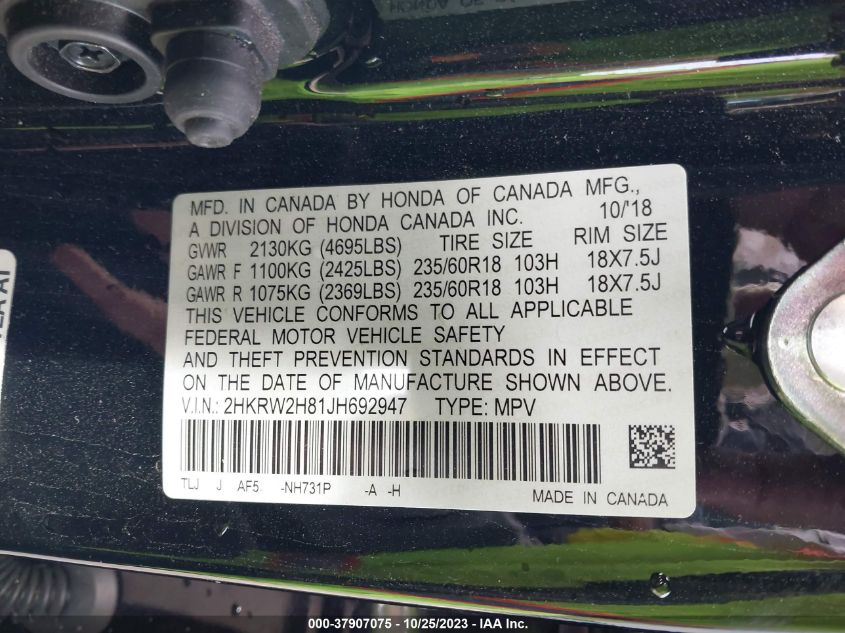 MFD. IN CANADA BY HONDA OF CANADA MFG.,
A DIVISION OF HONDA CANADA INC. 10/'18
GVWR 2130KG (4695LBS) TIRE SIZE RIM SIZE
GAWR F 1100KG (2425LBS) 235/60R18 103H 18X7.5J
GAWR R 1075KG (2369LBS) 235/60R18 103H 18X7.5J
THIS VEHICLE CONFORMS TO ALL APPLICABLE
FEDERAL MOTOR VEHICLE SAFETY
AND THEFT PREVENTION STANDARDS IN EFFECT
ON THE DATE OF MANUFACTURE SHOWN ABOVE.
V.I.N.: 2HKRW2H81JH692947 TYPE: MPV
TLJ J AF5 -NH731P -A -H
MADE IN CANADA
000-37907075 - 10/25/2023 - IAA Inc.